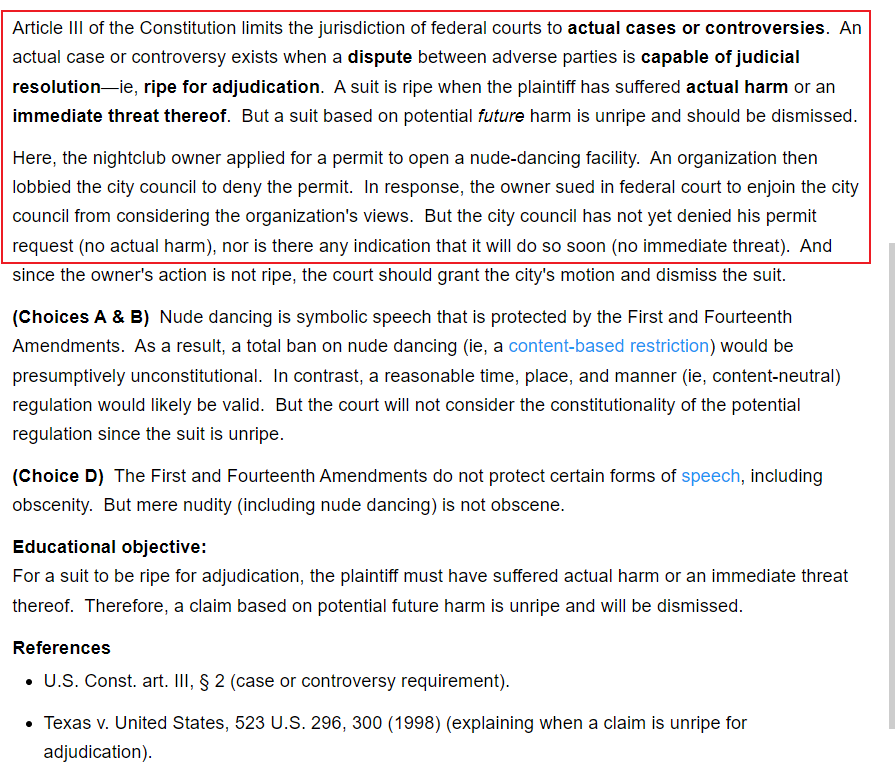 Article III of the Constitution limits the jurisdiction of federal courts to actual cases or controversies.  An
actual case or controversy exists when a dispute between adverse parties is capable of judicial
resolution—ie, ripe for adjudication.  A suit is ripe when the plaintiff has suffered actual harm or an
immediate threat thereof.  But a suit based on potential future harm is unripe and should be dismissed.
Here, the nightclub owner applied for a permit to open a nude-dancing facility.  An organization then
lobbied the city council to deny the permit.  In response, the owner sued in federal court to enjoin the city
council from considering the organization's views.  But the city council has not yet denied his permit
request (no actual harm), nor is there any indication that it will do so soon (no immediate threat).  And
since the owner's action is not ripe, the court should grant the city's motion and dismiss the suit.
(Choices A & B)  Nude dancing is symbolic speech that is protected by the First and Fourteenth
Amendments.  As a result, a total ban on nude dancing (ie, a content-based restriction) would be
presumptively unconstitutional.  In contrast, a reasonable time, place, and manner (ie, content-neutral)
regulation would likely be valid.  But the court will not consider the constitutionality of the potential
regulation since the suit is unripe.
(Choice D)  The First and Fourteenth Amendments do not protect certain forms of speech, including
obscenity.  But mere nudity (including nude dancing) is not obscene.
Educational objective:
For a suit to be ripe for adjudication, the plaintiff must have suffered actual harm or an immediate threat
thereof.  Therefore, a claim based on potential future harm is unripe and will be dismissed.
References
• U.S. Const. art. III, § 2 (case or controversy requirement).
• Texas v. United States, 523 U.S. 296, 300 (1998) (explaining when a claim is unripe for
adjudication).